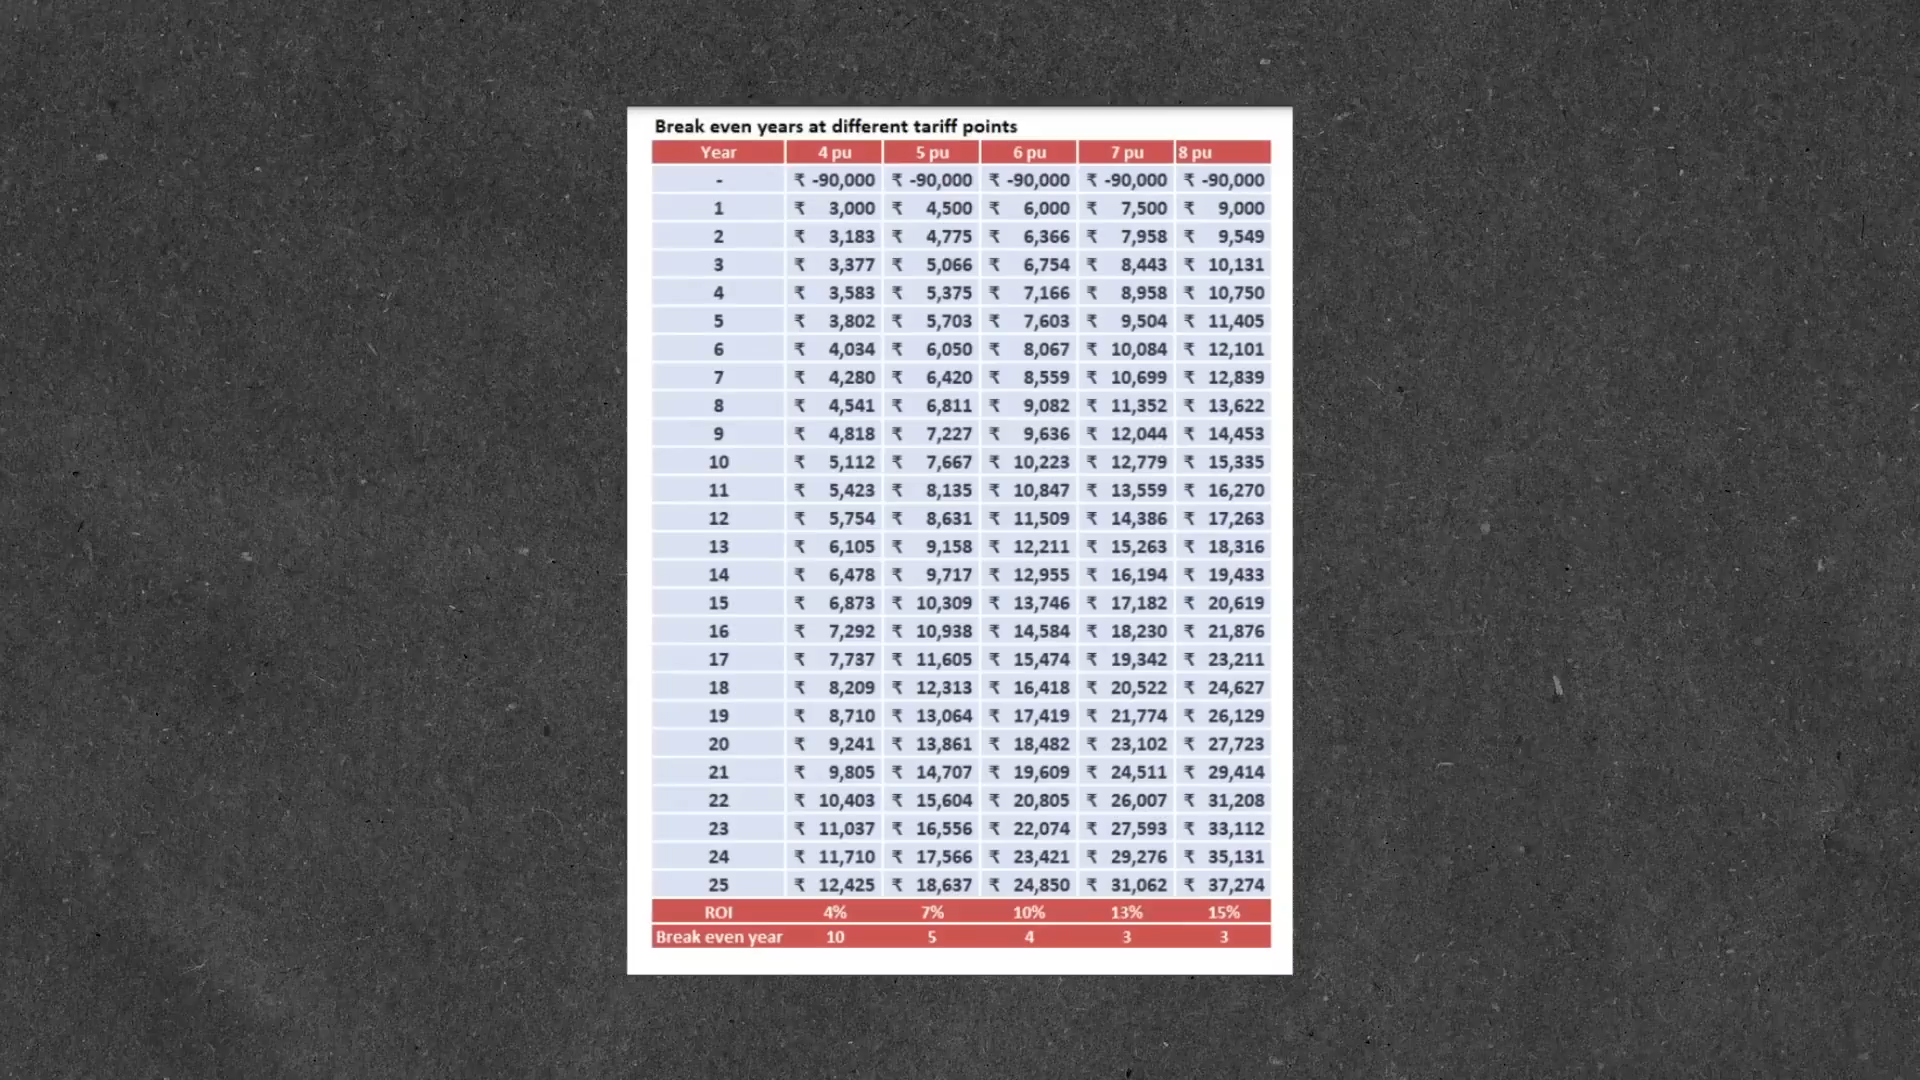 Break even years at different tariff points
Year 4 pu 5 pu 6 pu 7 pu 8 pu
- ₹ -90,000 ₹ -90,000 ₹ -90,000 ₹ -90,000 ₹ -90,000
1 ₹ 3,000 ₹ 4,500 ₹ 6,000 ₹ 7,500 ₹ 9,000
2 ₹ 3,183 ₹ 4,775 ₹ 6,366 ₹ 7,958 ₹ 9,549
3 ₹ 3,377 ₹ 5,066 ₹ 6,754 ₹ 8,443 ₹ 10,131
4 ₹ 3,583 ₹ 5,375 ₹ 7,166 ₹ 8,958 ₹ 10,750
5 ₹ 3,802 ₹ 5,703 ₹ 7,603 ₹ 9,504 ₹ 11,405
6 ₹ 4,034 ₹ 6,050 ₹ 8,067 ₹ 10,084 ₹ 12,101
7 ₹ 4,280 ₹ 6,420 ₹ 8,559 ₹ 10,699 ₹ 12,839
8 ₹ 4,541 ₹ 6,811 ₹ 9,082 ₹ 11,352 ₹ 13,622
9 ₹ 4,818 ₹ 7,227 ₹ 9,636 ₹ 12,044 ₹ 14,453
10 ₹ 5,112 ₹ 7,667 ₹ 10,223 ₹ 12,779 ₹ 15,335
11 ₹ 5,423 ₹ 8,135 ₹ 10,847 ₹ 13,559 ₹ 16,270
12 ₹ 5,754 ₹ 8,631 ₹ 11,509 ₹ 14,386 ₹ 17,263
13 ₹ 6,105 ₹ 9,158 ₹ 12,211 ₹ 15,263 ₹ 18,316
14 ₹ 6,478 ₹ 9,717 ₹ 12,955 ₹ 16,194 ₹ 19,433
15 ₹ 6,873 ₹ 10,309 ₹ 13,746 ₹ 17,182 ₹ 20,619
16 ₹ 7,292 ₹ 10,938 ₹ 14,584 ₹ 18,230 ₹ 21,876
17 ₹ 7,737 ₹ 11,605 ₹ 15,474 ₹ 19,342 ₹ 23,211
18 ₹ 8,209 ₹ 12,313 ₹ 16,418 ₹ 20,522 ₹ 24,627
19 ₹ 8,710 ₹ 13,064 ₹ 17,419 ₹ 21,774 ₹ 26,129
20 ₹ 9,241 ₹ 13,861 ₹ 18,482 ₹ 23,102 ₹ 27,723
21 ₹ 9,805 ₹ 14,707 ₹ 19,609 ₹ 24,511 ₹ 29,414
22 ₹ 10,403 ₹ 15,604 ₹ 20,805 ₹ 26,007 ₹ 31,208
23 ₹ 11,037 ₹ 16,556 ₹ 22,074 ₹ 27,593 ₹ 33,112
24 ₹ 11,710 ₹ 17,566 ₹ 23,421 ₹ 29,276 ₹ 35,131
25 ₹ 12,425 ₹ 18,637 ₹ 24,850 ₹ 31,062 ₹ 37,274
ROI 4% 7% 10% 13% 15%
Break even year 10 5 4 3 3